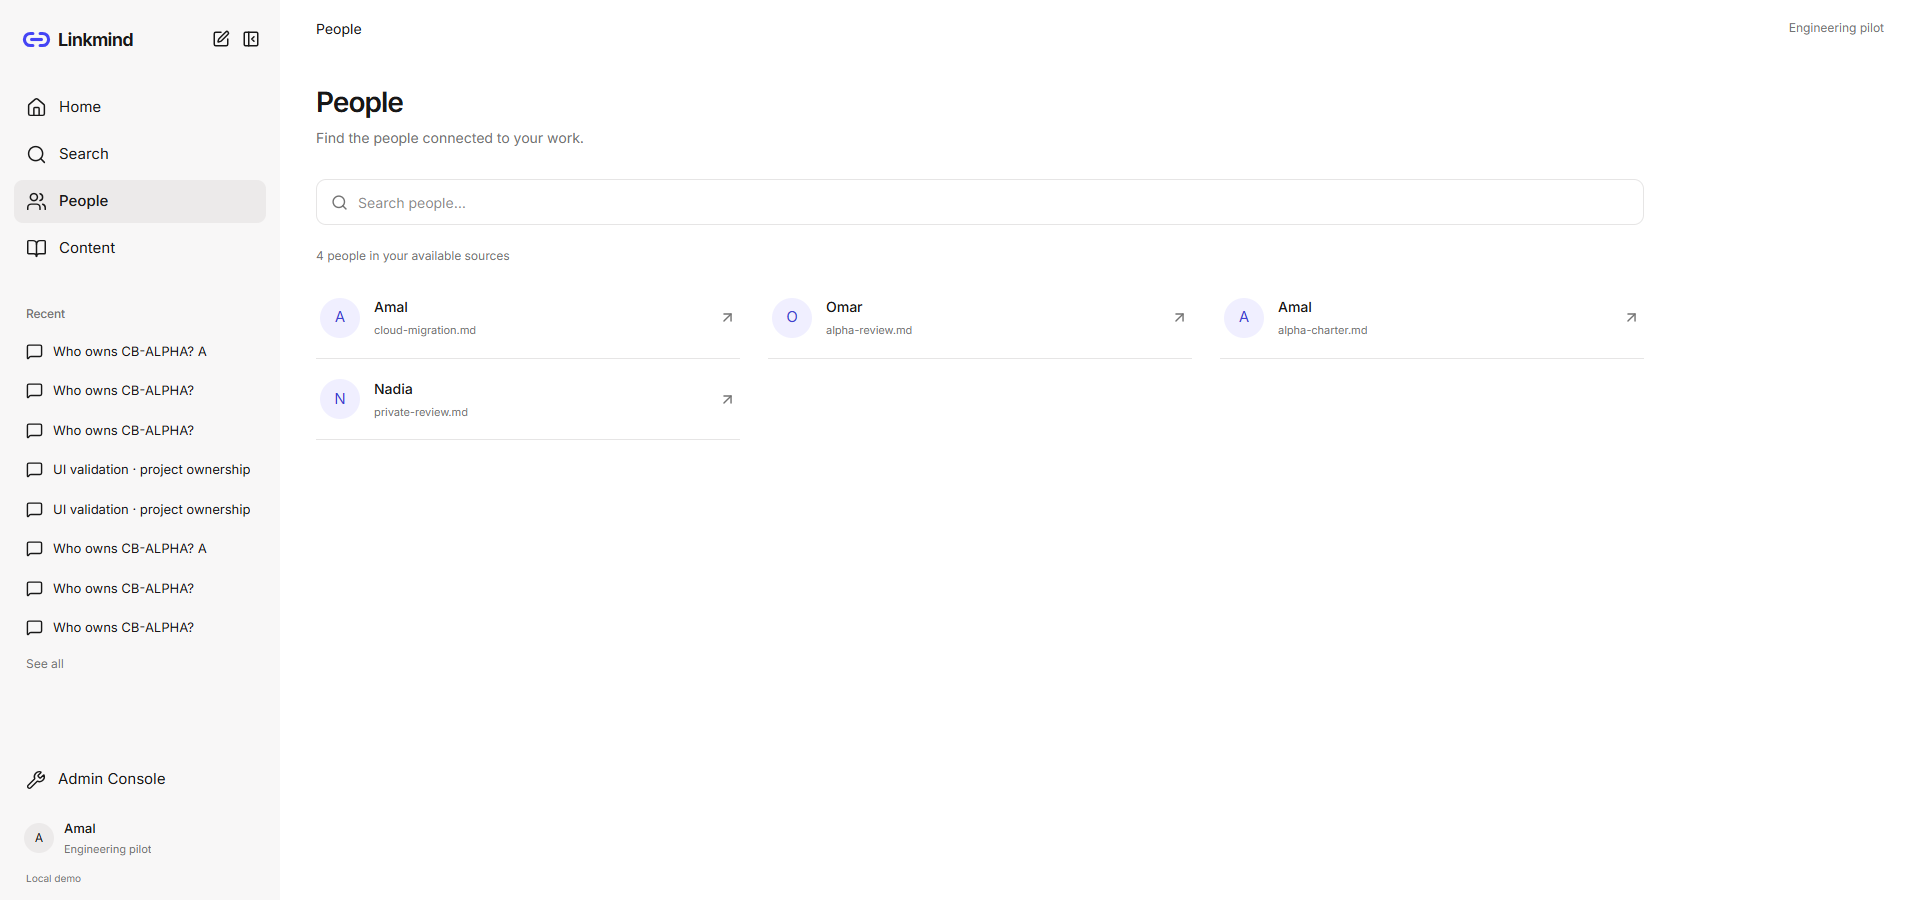 Linkmind
Home
Search
People
Content
Recent
Who owns CB-ALPHA? A
Who owns CB-ALPHA?
Who owns CB-ALPHA?
UI validation · project ownership
UI validation · project ownership
Who owns CB-ALPHA? A
Who owns CB-ALPHA?
Who owns CB-ALPHA?
See all
Admin Console
A
Amal
Engineering pilot
Local demo
People
Engineering pilot
People
Find the people connected to your work.
Search people...
4 people in your available sources
A
Amal
cloud-migration.md
O
Omar
alpha-review.md
A
Amal
alpha-charter.md
N
Nadia
private-review.md